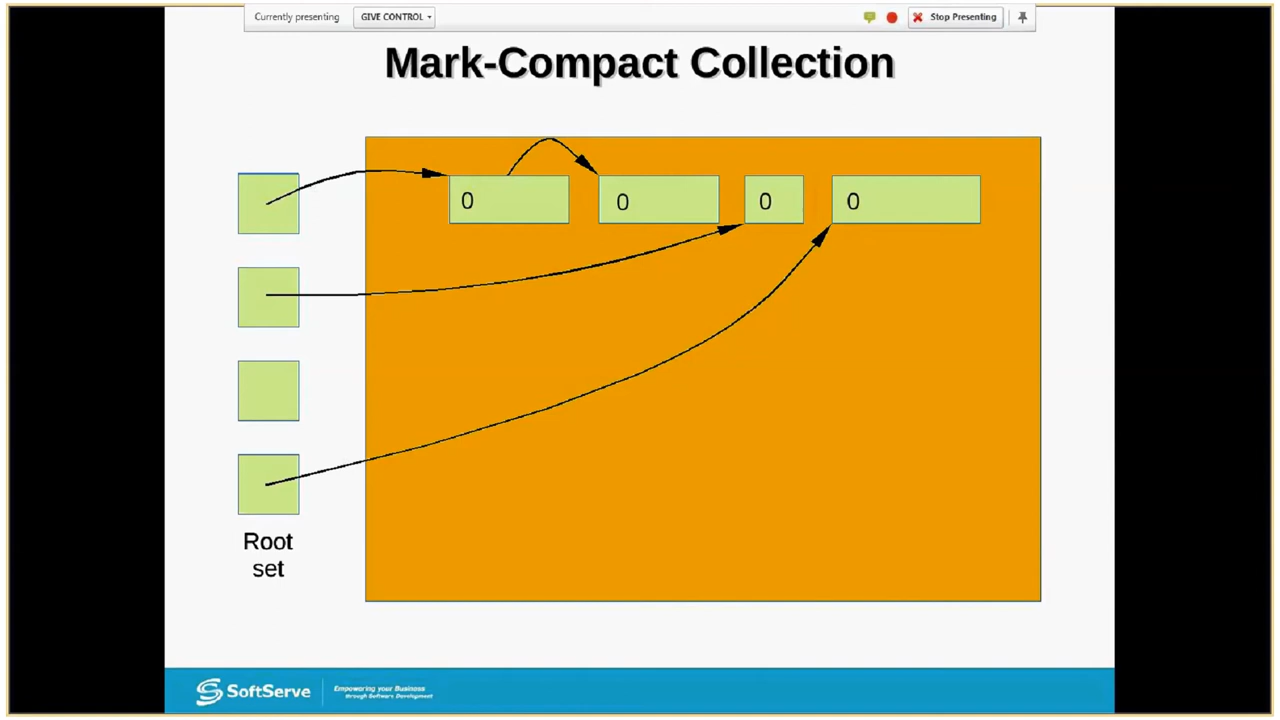 Currently presenting GIVE CONTROL Stop Presenting
Mark-Compact Collection
0 0 0 0
Root
set
SoftServe
Empowering your Business
through Software Development